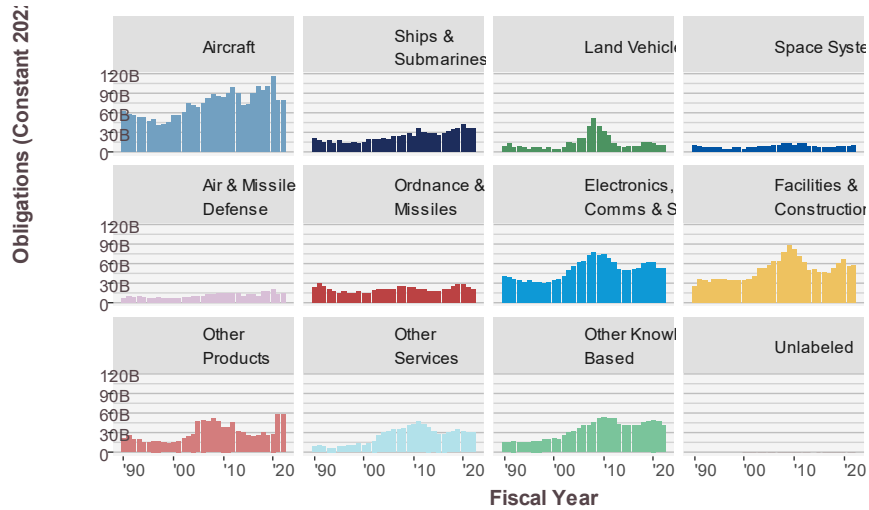 Obligations (Constant 202
Aircraft
Ships &
Submarines
Land Vehicl
Space Syste
120B
90B
60B
30B
0
Air & Missile
Defense
Ordnance &
Missiles
Electronics,
Comms & S
Facilities &
Construction
120B
90B
60B
30B
0
Other
Products
Other
Services
Other Knowl
Based
Unlabeled
120B
90B
60B
30B
0
'90 '00 '10 '20 '90 '00 '10 '20 '90 '00 '10 '20 '90 '00 '10 '20
Fiscal Year